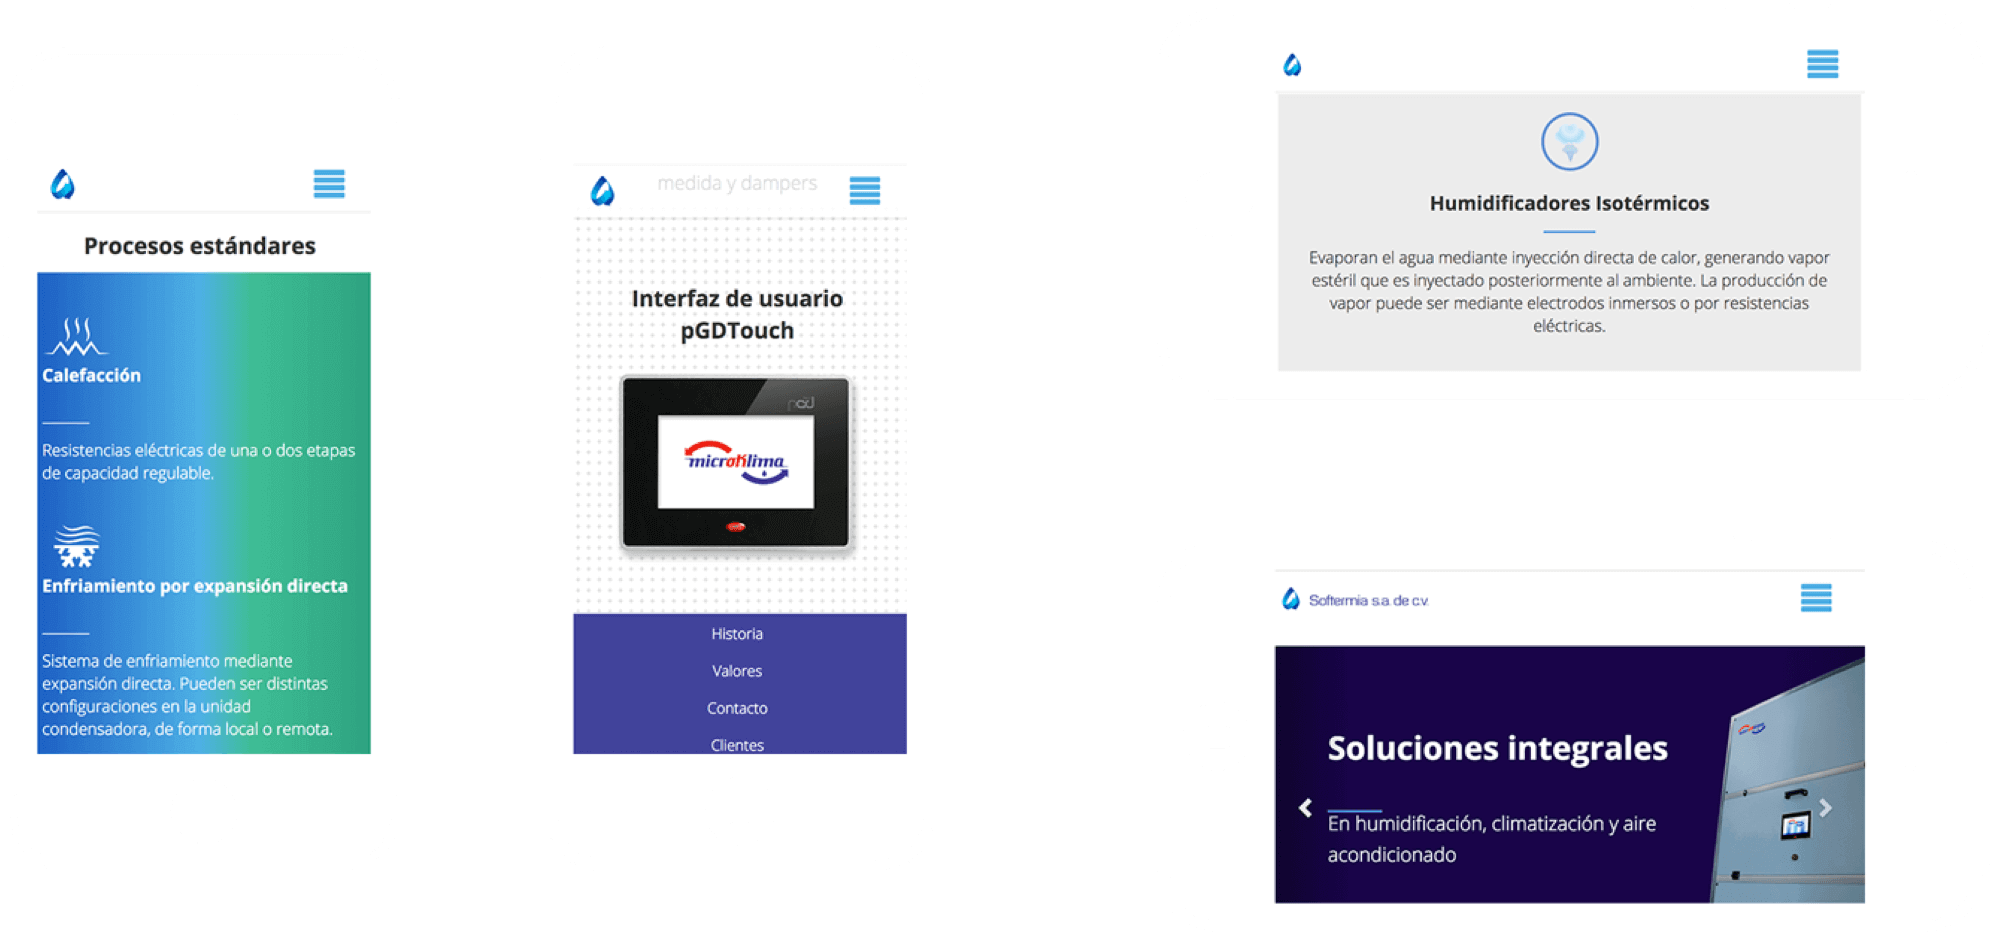 Procesos estándares
Calefacción
Resistencias eléctricas de una o dos etapas
de capacidad regulable.
Enfriamiento por expansión directa
Sistema de enfriamiento mediante
expansión directa. Pueden ser distintas
configuraciones en la unidad
condensadora, de forma local o remota.
medida y dampers
Interfaz de usuario
pGDTouch
microKlima
Historia
Valores
Contacto
Clientes
Humidificadores Isotérmicos
Evaporan el agua mediante inyección directa de calor, generando vapor
estéril que es inyectado posteriormente al ambiente. La producción de
vapor puede ser mediante electrodos inmersos o por resistencias
eléctricas.
Softermia s.a. de c.v.
Soluciones integrales
En humidificación, climatización y aire
acondicionado